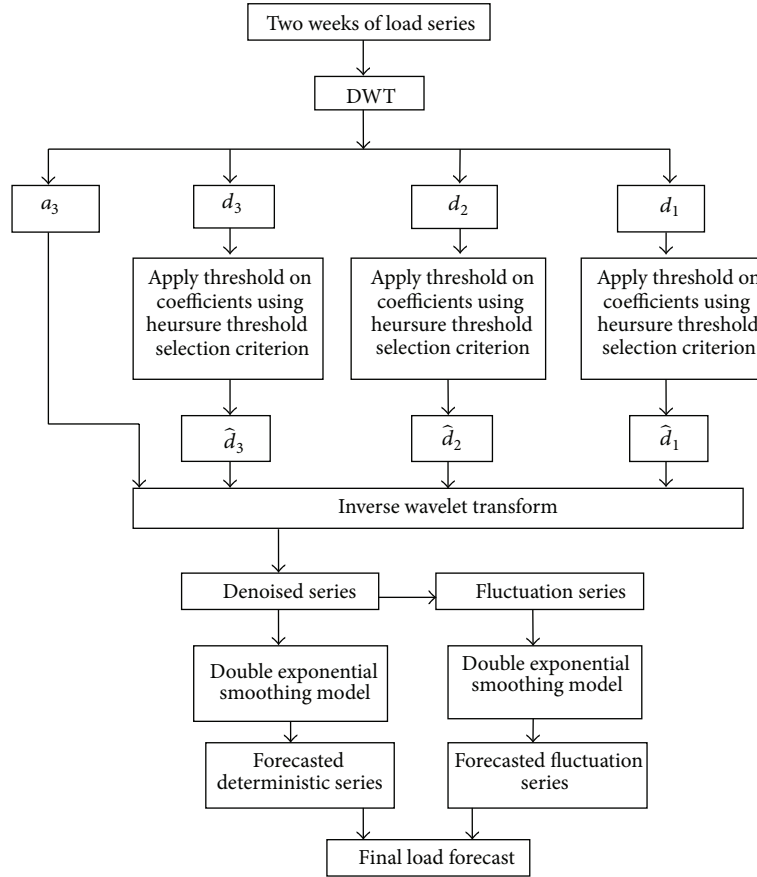 Two weeks of load series
DWT
a₃
d₃
d₂
d₁
Apply threshold on
coefficients using
heursure threshold
selection criterion
Apply threshold on
coefficients using
heursure threshold
selection criterion
Apply threshold on
coefficients using
heursure threshold
selection criterion
d̂₃
d̂₂
d̂₁
Inverse wavelet transform
Denoised series
Fluctuation series
Double exponential
smoothing model
Double exponential
smoothing model
Forecasted
deterministic series
Forecasted fluctuation
series
Final load forecast